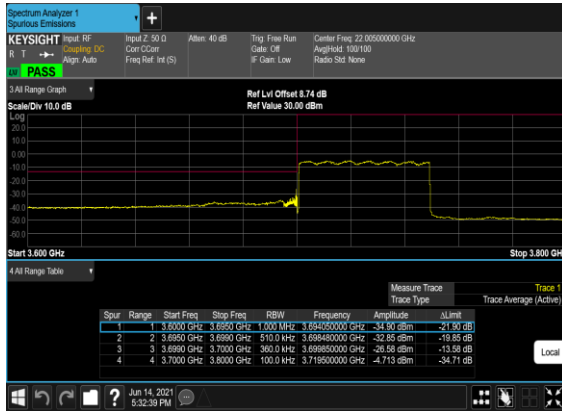 Spectrum Analyzer 1
Spurious Emissions
+
KEYSIGHT Input: RF Input Z: 50 Ω Atten: 40 dB Trig: Free Run Center Freq: 22.005000000 GHz
R T Coupling: DC Corr CCorr Gate: Off Avg|Hold: 100/100
Align: Auto Freq Ref: Int (S) IF Gain: Low Radio Std: None
PASS
3 All Range Graph
Ref Lvl Offset 8.74 dB
Scale/Div 10.0 dB Ref Value 30.00 dBm
Log
20.0
10.0
0.00
-10.0
-20.0
-30.0
-40.0
-50.0
-60.0
Start 3.600 GHz Stop 3.800 GH
4 All Range Table
Measure Trace Trace 1
Trace Type Trace Average (Active)
Spur Range Start Freq Stop Freq RBW Frequency Amplitude ΔLimit
1 1 3.6000 GHz 3.6950 GHz 1.000 MHz 3.694050000 GHz -34.90 dBm -21.90 dB
2 2 3.6950 GHz 3.6990 GHz 510.0 kHz 3.698480000 GHz -32.85 dBm -19.85 dB
3 3 3.6990 GHz 3.7000 GHz 360.0 kHz 3.699850000 GHz -26.58 dBm -13.58 dB
4 4 3.7000 GHz 3.8000 GHz 100.0 kHz 3.719500000 GHz -4.713 dBm -34.71 dB
Local
? Jun 14, 2021
5:32:39 PM